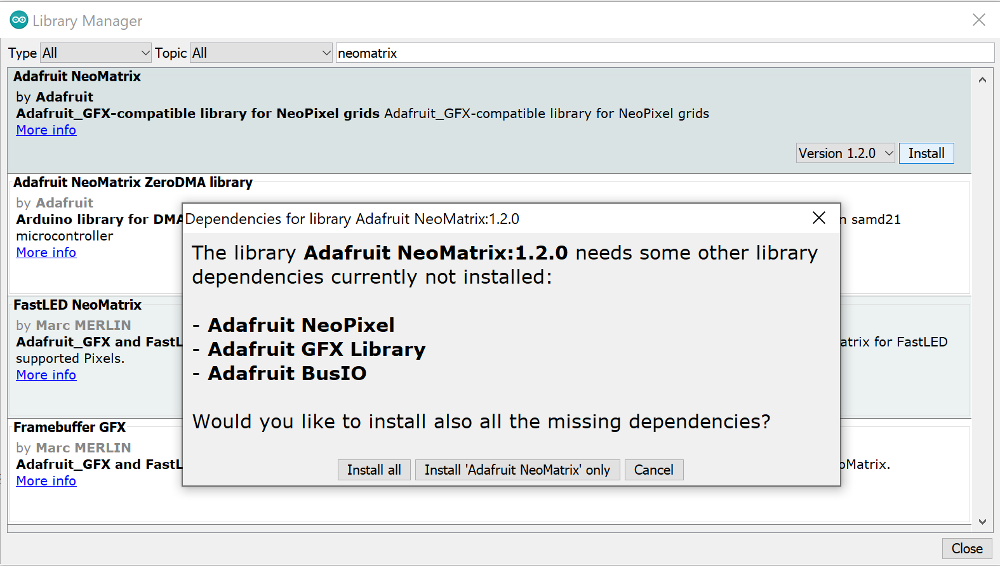 Library Manager
Type All Topic All neomatrix
Adafruit NeoMatrix
by Adafruit
Adafruit_GFX-compatible library for NeoPixel grids Adafruit_GFX-compatible library for NeoPixel grids
More info
Version 1.2.0 Install
Adafruit NeoMatrix ZeroDMA library
by Adafruit
Arduino library for DMA
n samd21
microcontroller
More info
FastLED NeoMatrix
by Marc MERLIN
Adafruit_GFX and FastL
atrix for FastLED
supported Pixels.
More info
Framebuffer GFX
by Marc MERLIN
Adafruit_GFX and FastL
oMatrix.
More info
Dependencies for library Adafruit NeoMatrix:1.2.0
The library Adafruit NeoMatrix:1.2.0 needs some other library
dependencies currently not installed:
- Adafruit NeoPixel
- Adafruit GFX Library
- Adafruit BusIO
Would you like to install also all the missing dependencies?
Install all Install 'Adafruit NeoMatrix' only Cancel
Close